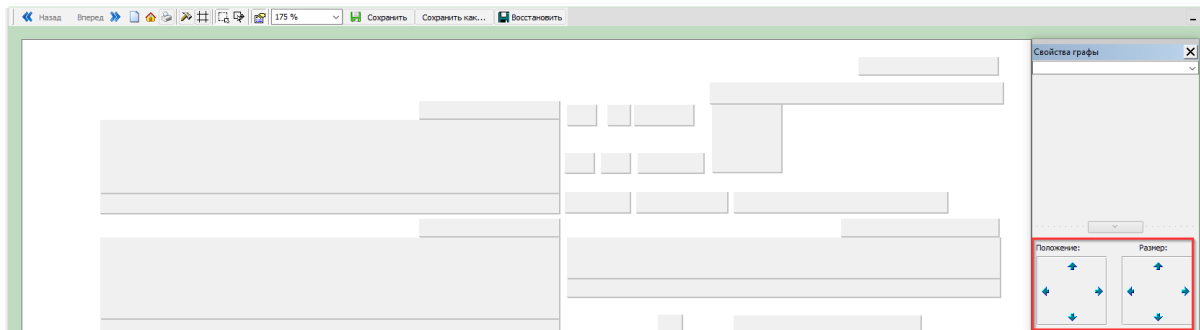 Назад Вперед 175 % Сохранить Сохранить как... Восстановить
Свойства графы
Положение: Размер: